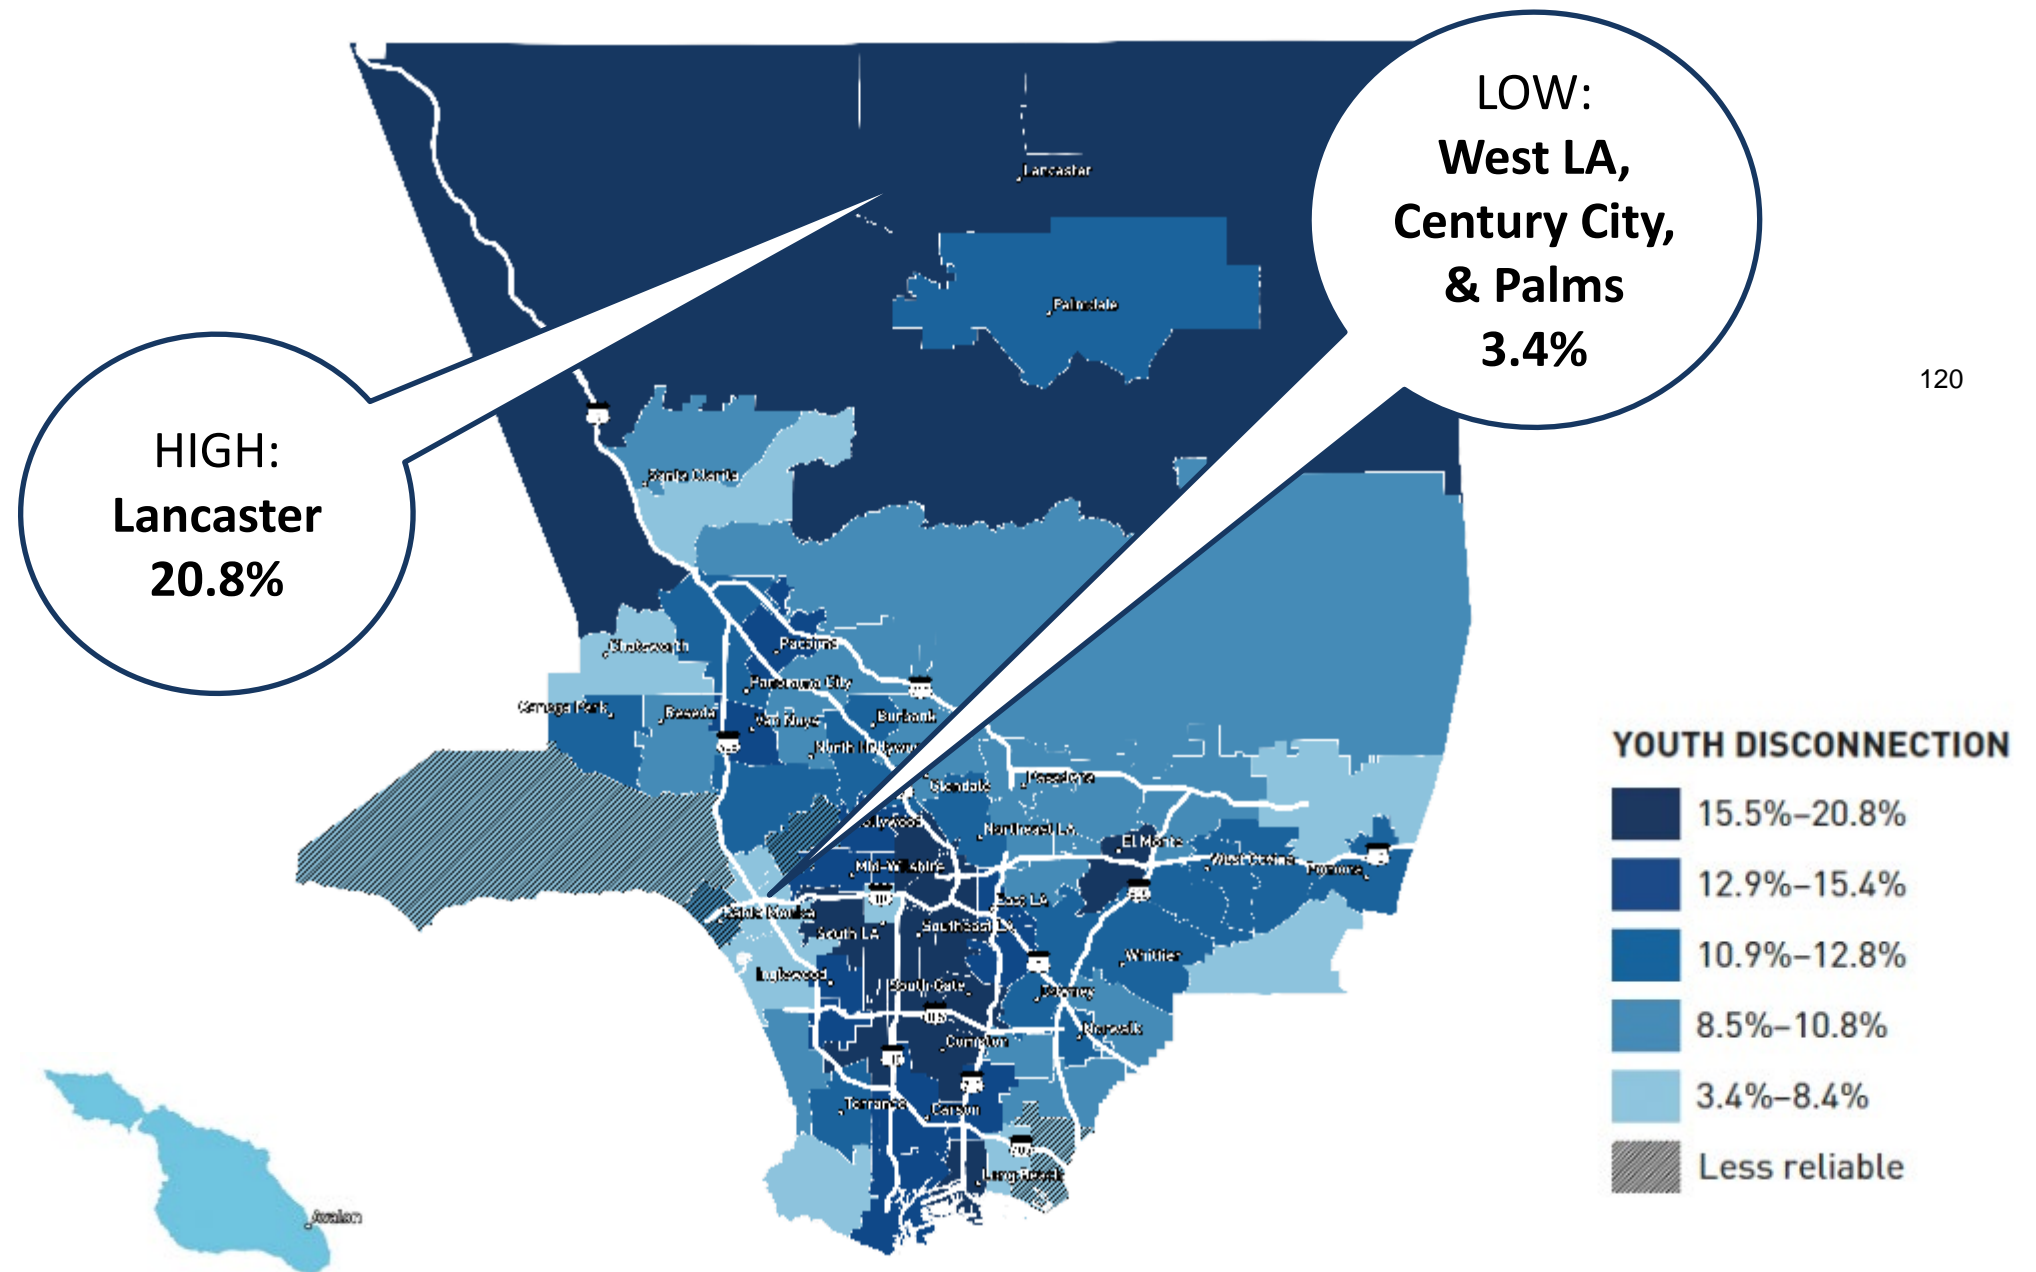 LOW:
West LA,
Century City,
& Palms
3.4%
HIGH:
Lancaster
20.8%
120
Lancaster
Palmdale
Santa Clarita
Chatsworth
Pacoima
Panorama City
Canoga Park
Reseda
Van Nuys
Burbank
North Hollywoo
Glendale
Pasadena
ollywood
Northeast LA
El Monte
Mid-Wilshire
West Covina
Pomona
East LA
Santa Monica
South LA
Southeast LA
Whittier
Inglewood
South Gate
Downey
Norwalk
Compton
Torrance
Carson
Long Beach
Avalon
YOUTH DISCONNECTION
15.5%–20.8%
12.9%–15.4%
10.9%–12.8%
8.5%–10.8%
3.4%–8.4%
Less reliable